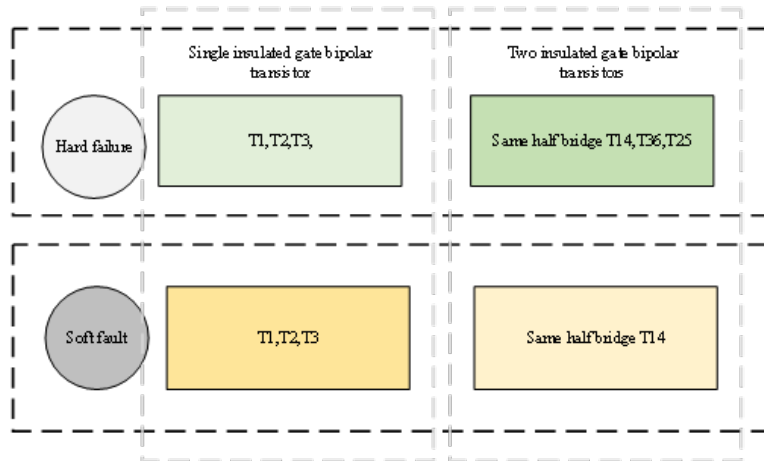 Single insulated gate bipolar
transistor
Two insulated gate bipolar
transistors
Hard failure
T1,T2,T3,
Same half bridge T14,T36,T25
Soft fault
T1,T2,T3
Same half bridge T14